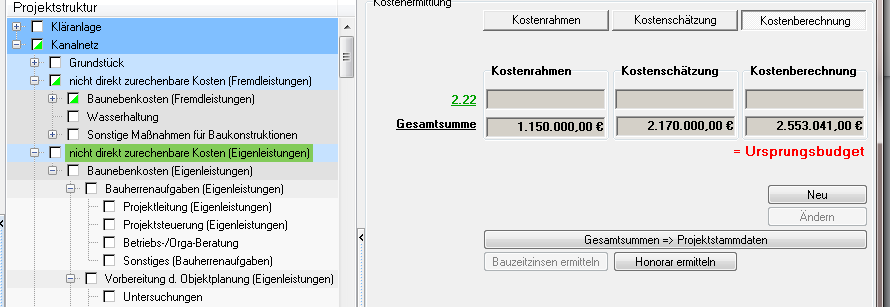 Projektstruktur
Kläranlage
Kanalnetz
Grundstück
nicht direkt zurechenbare Kosten (Fremdleistungen)
Baunebenkosten (Fremdleistungen)
Wasserhaltung
Sonstige Maßnahmen für Baukonstruktionen
nicht direkt zurechenbare Kosten (Eigenleistungen)
Baunebenkosten (Eigenleistungen)
Bauherrenaufgaben (Eigenleistungen)
Projektleitung (Eigenleistungen)
Projektsteuerung (Eigenleistungen)
Betriebs-/Orga-Beratung
Sonstiges (Bauherrenaufgaben)
Vorbereitung d. Objektplanung (Eigenleistungen)
Untersuchungen
Kostenermittlung
Kostenrahmen Kostenschätzung Kostenberechnung
Kostenrahmen Kostenschätzung Kostenberechnung
2.22
Gesamtsumme 1.150.000,00 € 2.170.000,00 € 2.553.041,00 €
= Ursprungsbudget
Neu
Ändern
Gesamtsummen => Projektstammdaten
Bauzeitzinsen ermitteln Honorar ermitteln